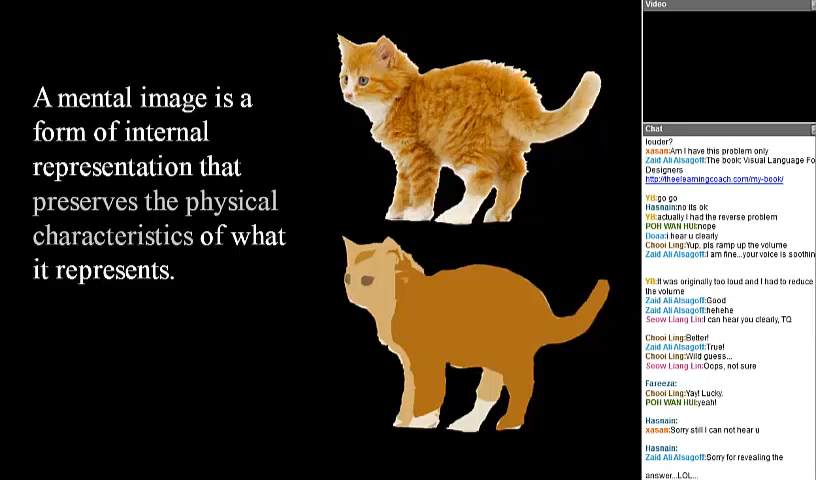 A mental image is a
form of internal
representation that
preserves the physical
characteristics of what
it represents.
Video
Chat
louder?
xasan:Am I have this problem only
Zaid Ali Alsagoff:The book: Visual Language Fo
Designers
http://theelearningcoach.com/my-book/
YB:go go
Hasnain:no its ok
YB:actually I had the reverse problem
POH WAN HUI:nope
Doaa:i hear u clearly
Chooi Ling:Yup, pls ramp up the volume
Zaid Ali Alsagoff:I am fine...your voice is soothin
YB:It was originally too loud and I had to reduce
the volume
Zaid Ali Alsagoff:Good
Zaid Ali Alsagoff:hehehe
Seow Liang Lin:I can hear you clearly, TQ
Chooi Ling:Better!
Zaid Ali Alsagoff:True!
Chooi Ling:Wild guess...
Seow Liang Lin:Oops, not sure
Fareeza:
Chooi Ling:Yay! Lucky.
POH WAN HUI:yeah!
Hasnain:
xasan:Sorry still I can not hear u
Hasnain:
Zaid Ali Alsagoff:Sorry for revealing the
answer...LOL...